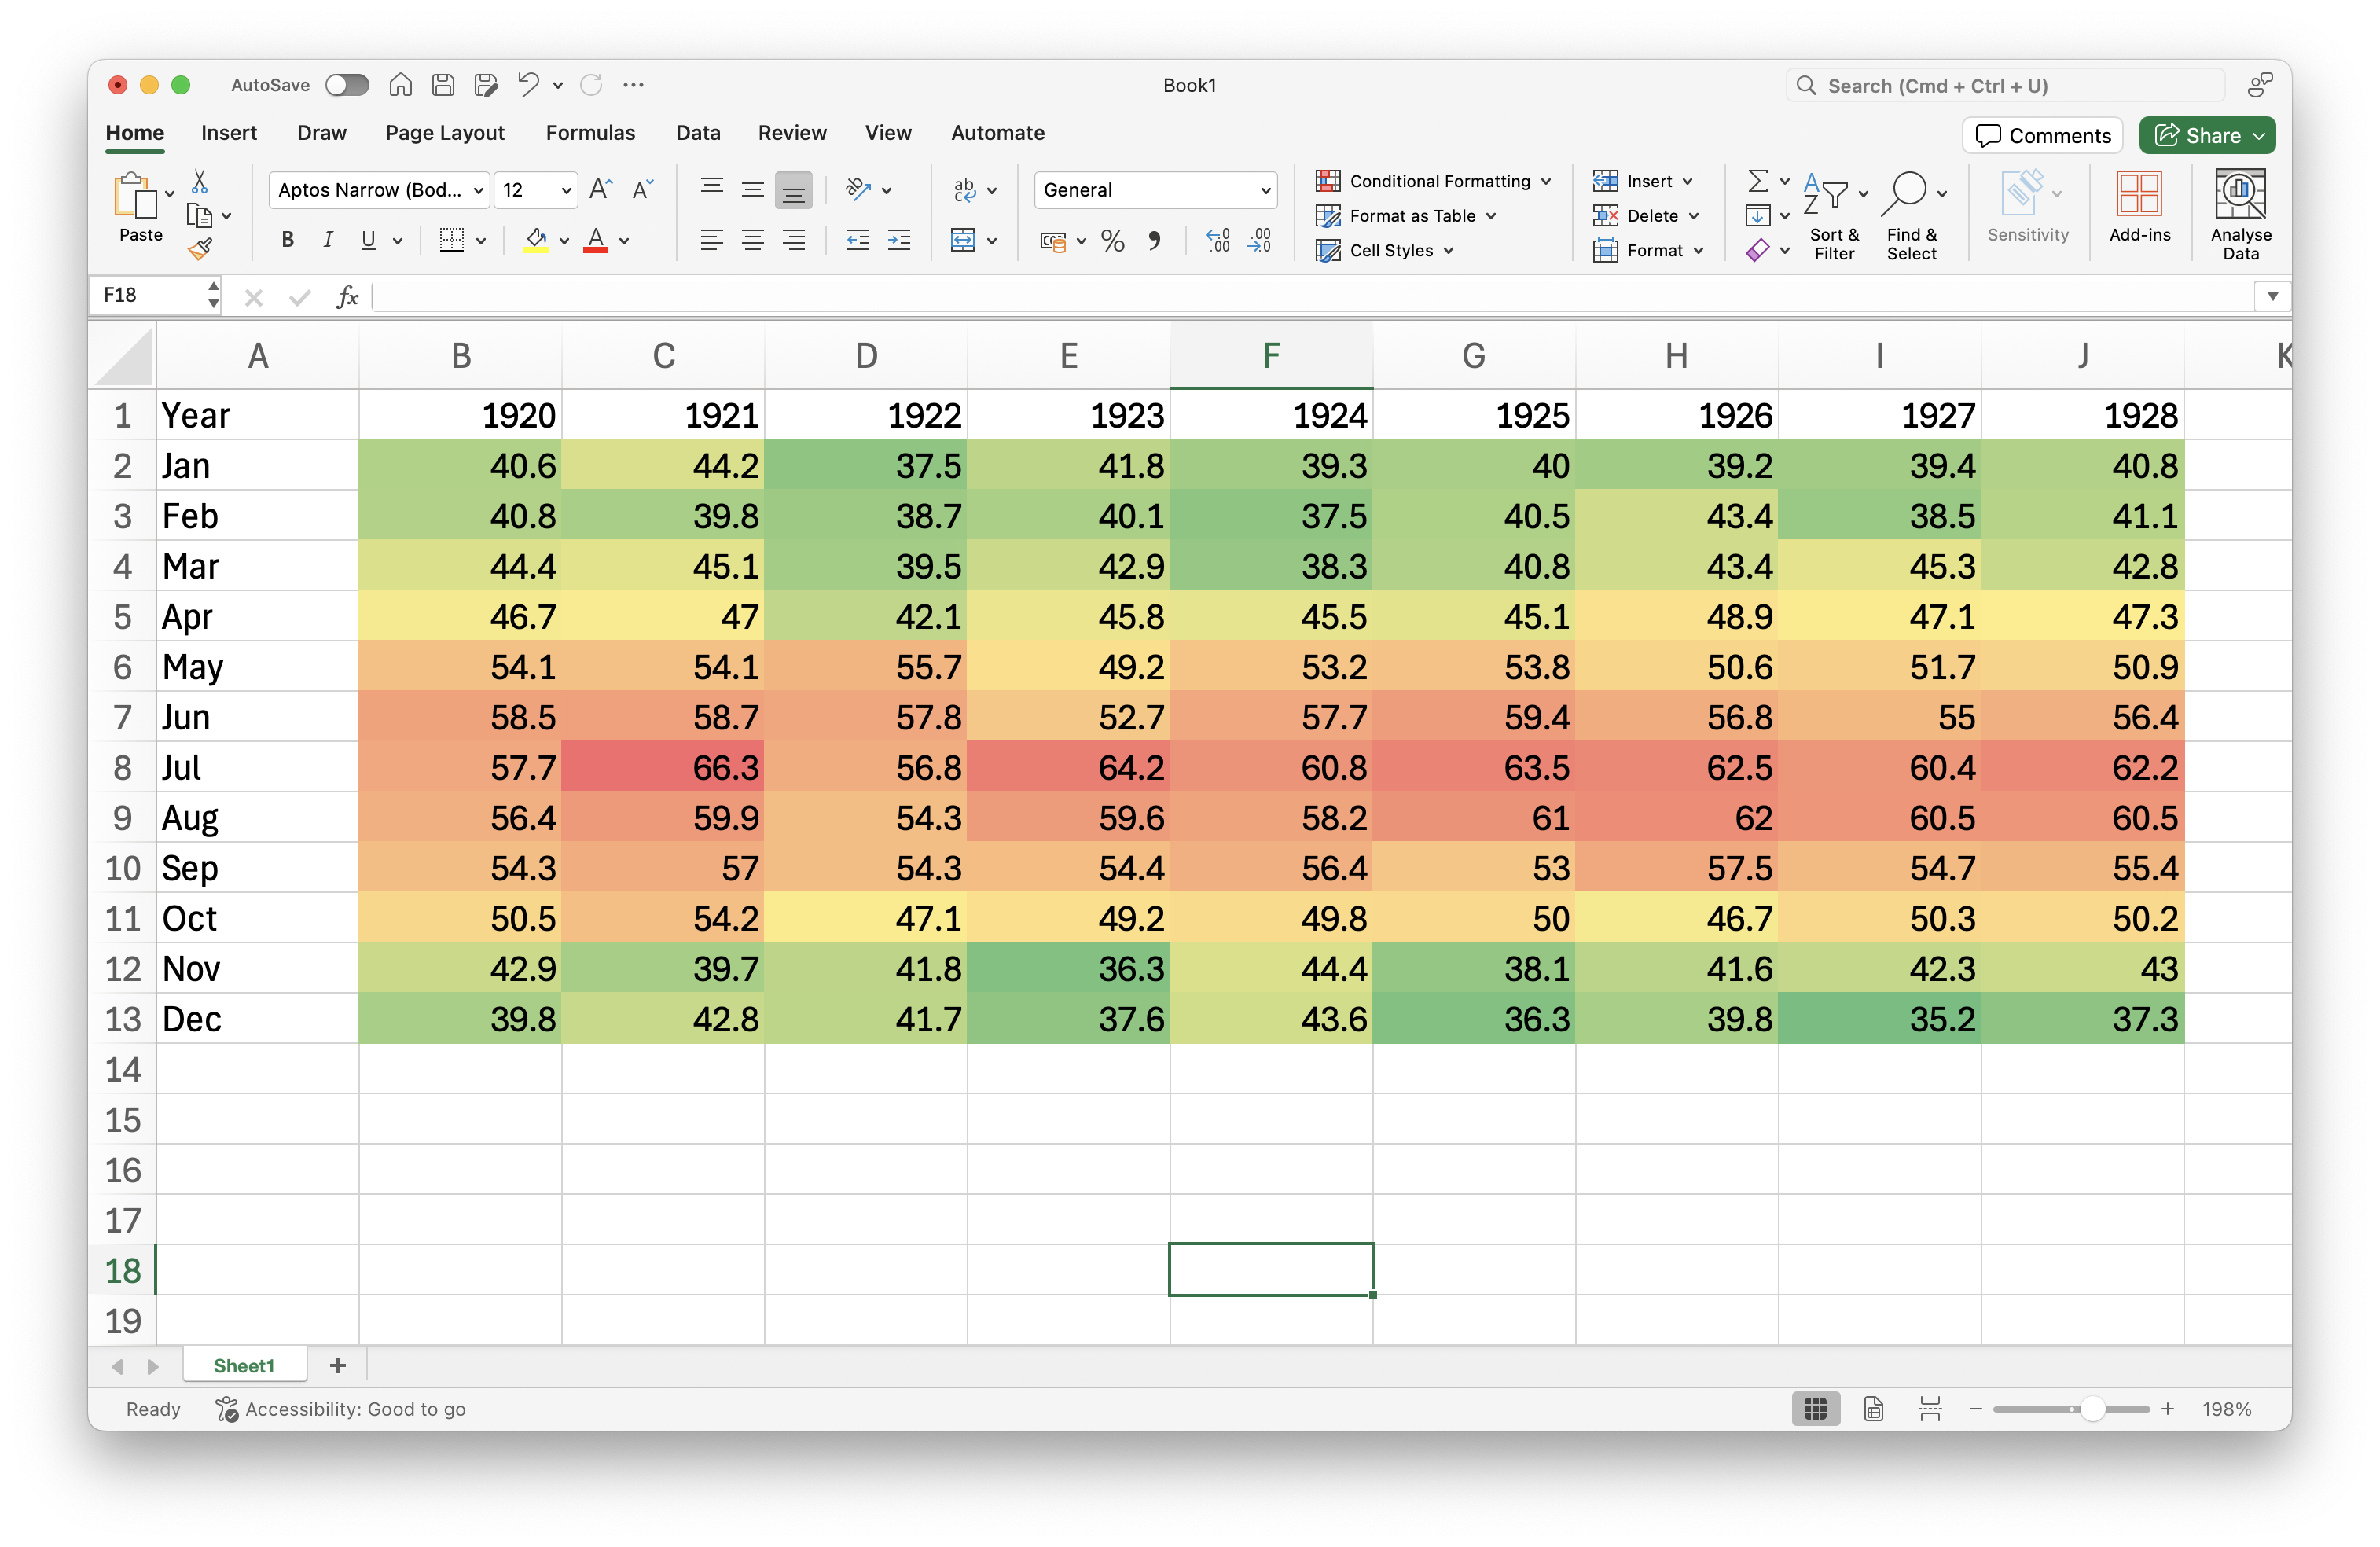 AutoSave
Book1
Search (Cmd + Ctrl + U)
Home Insert Draw Page Layout Formulas Data Review View Automate
Comments Share
Paste
Aptos Narrow (Bod... 12
General
Conditional Formatting
Format as Table
Cell Styles
Insert
Delete
Format
Sort & Filter
Find & Select
Sensitivity
Add-ins
Analyse Data
F18 fx
A B C D E F G H I J K
1 Year 1920 1921 1922 1923 1924 1925 1926 1927 1928
2 Jan 40.6 44.2 37.5 41.8 39.3 40 39.2 39.4 40.8
3 Feb 40.8 39.8 38.7 40.1 37.5 40.5 43.4 38.5 41.1
4 Mar 44.4 45.1 39.5 42.9 38.3 40.8 43.4 45.3 42.8
5 Apr 46.7 47 42.1 45.8 45.5 45.1 48.9 47.1 47.3
6 May 54.1 54.1 55.7 49.2 53.2 53.8 50.6 51.7 50.9
7 Jun 58.5 58.7 57.8 52.7 57.7 59.4 56.8 55 56.4
8 Jul 57.7 66.3 56.8 64.2 60.8 63.5 62.5 60.4 62.2
9 Aug 56.4 59.9 54.3 59.6 58.2 61 62 60.5 60.5
10 Sep 54.3 57 54.3 54.4 56.4 53 57.5 54.7 55.4
11 Oct 50.5 54.2 47.1 49.2 49.8 50 46.7 50.3 50.2
12 Nov 42.9 39.7 41.8 36.3 44.4 38.1 41.6 42.3 43
13 Dec 39.8 42.8 41.7 37.6 43.6 36.3 39.8 35.2 37.3
14
15
16
17
18
19
Sheet1 +
Ready Accessibility: Good to go 198%